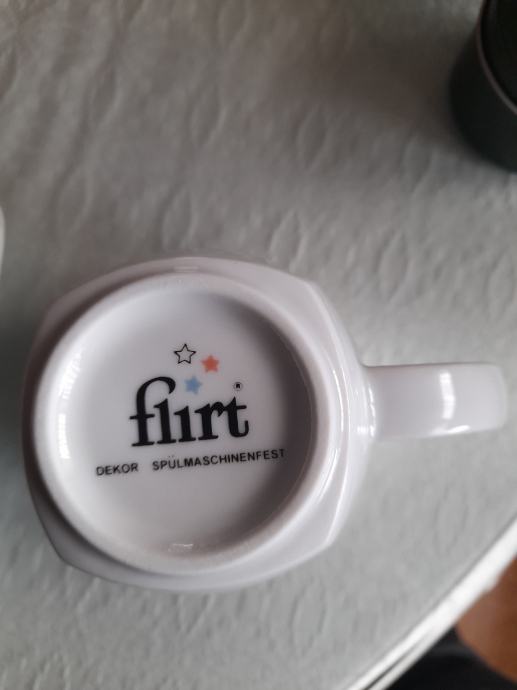 flirt®
DEKOR SPÜLMASCHINENFEST